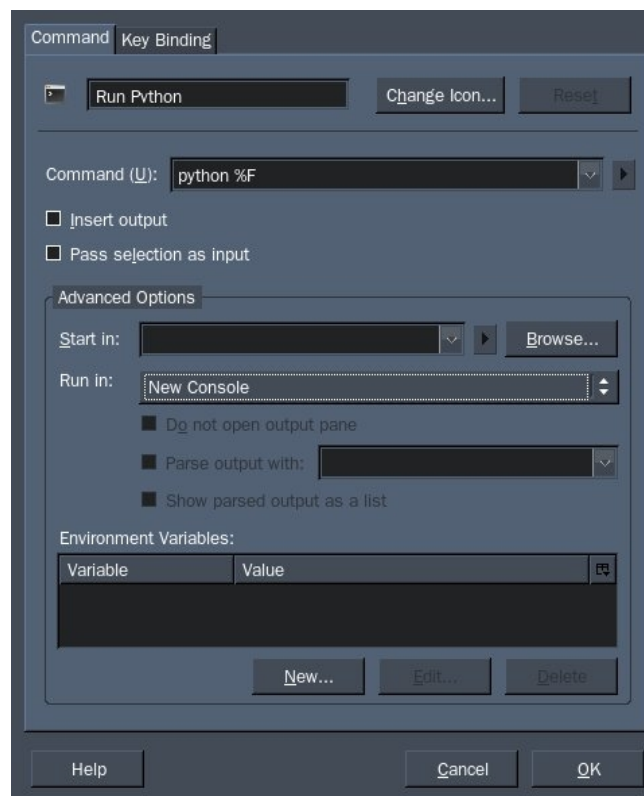 Command Key Binding
Run Python Change Icon... Reset
Command (U): python %F
Insert output
Pass selection as input
Advanced Options
Start in: Browse...
Run in: New Console
Do not open output pane
Parse output with:
Show parsed output as a list
Environment Variables:
Variable Value
New... Edit... Delete
Help Cancel OK